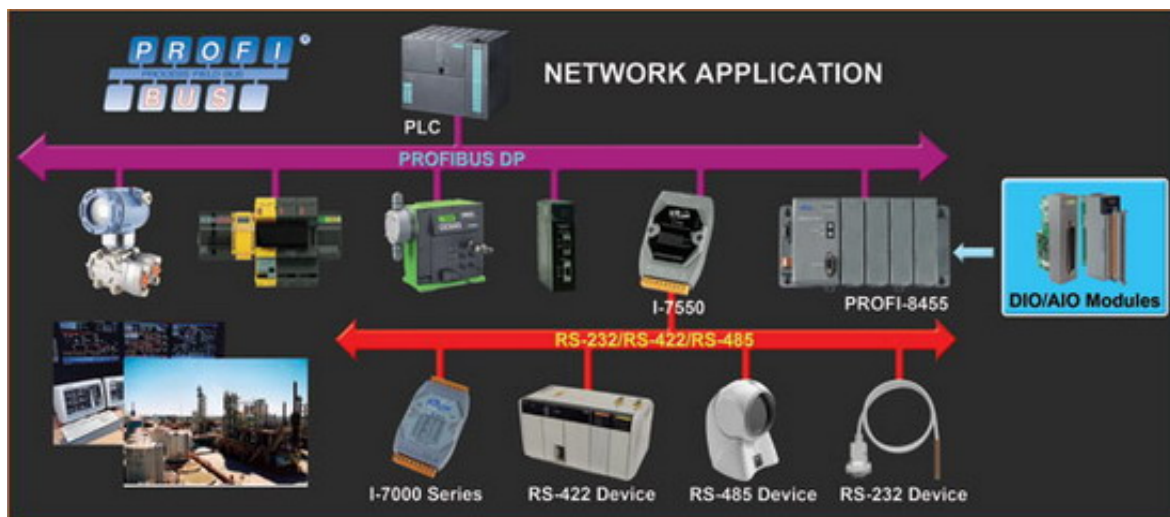 PROFI®
PROCESS FIELD BUS
BUS
NETWORK APPLICATION
PLC
PROFIBUS DP
I-7550
PROFI-8455
DIO/AIO Modules
RS-232/RS-422/RS-485
I-7000 Series
RS-422 Device
RS-485 Device
RS-232 Device